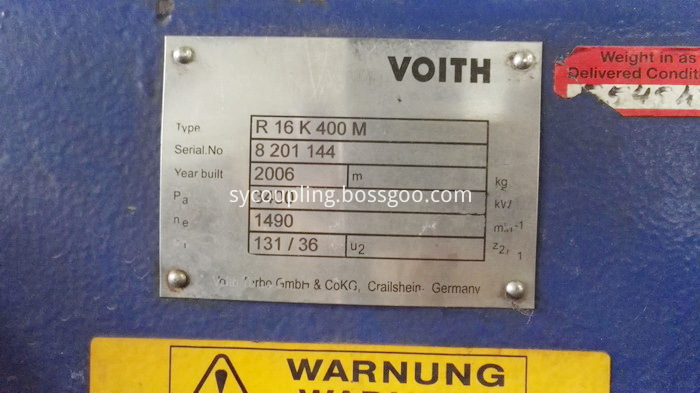 VOITH
Weight in as
Delivered Conditi
Type R 16 K 400 M
Serial.No 8 201 144
Year built 2006 m kg
sycoupling.bossgoo.com
Pa kW
ne 1490 min-1
131 / 36 u2 z2/ 1
GmbH & CoKG, Crailsheim Germany
WARNUNG